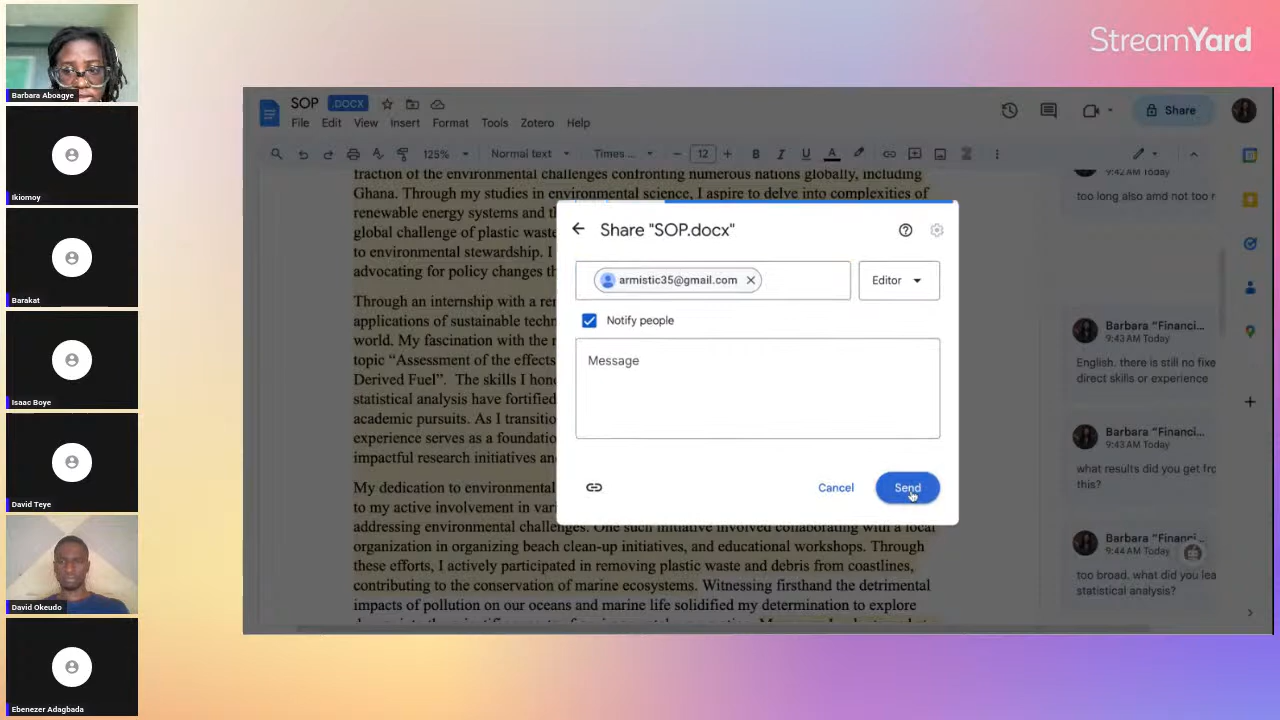 StreamYard
Barbara Aboagye
Ikiomoy
Barakat
Isaac Boye
David Teye
David Okeudo
Ebenezer Adagbada
SOP .DOCX
File Edit View Insert Format Tools Zotero Help
Share
125% Normal text Times ... 12 B I U A
fraction of the environmental challenges confronting numerous nations globally, including
Ghana. Through my studies in environmental science, I aspire to delve into complexities of
renewable energy systems and th
global challenge of plastic waste
to environmental stewardship. I
advocating for policy changes th
Through an internship with a ren
applications of sustainable techn
world. My fascination with the r
topic “Assessment of the effects
Derived Fuel”. The skills I hone
statistical analysis have fortified
academic pursuits. As I transition
experience serves as a foundatio
impactful research initiatives an
My dedication to environmental
to my active involvement in vari
addressing environmental challenges. One such initiative involved collaborating with a local
organization in organizing beach clean-up initiatives, and educational workshops. Through
these efforts, I actively participated in removing plastic waste and debris from coastlines,
contributing to the conservation of marine ecosystems. Witnessing firsthand the detrimental
impacts of pollution on our oceans and marine life solidified my determination to explore
Share "SOP.docx"
armistic35@gmail.com
Editor
Notify people
Message
Cancel
Send
9:42 AM Today
too long also amd not too r
Barbara “Financi...
9:43 AM Today
English. there is still no fixe
direct skills or experience
Barbara “Financi...
9:43 AM Today
what results did you get fro
this?
Barbara “Financi...
9:44 AM Today
too broad. what did you lea
statistical analysis?